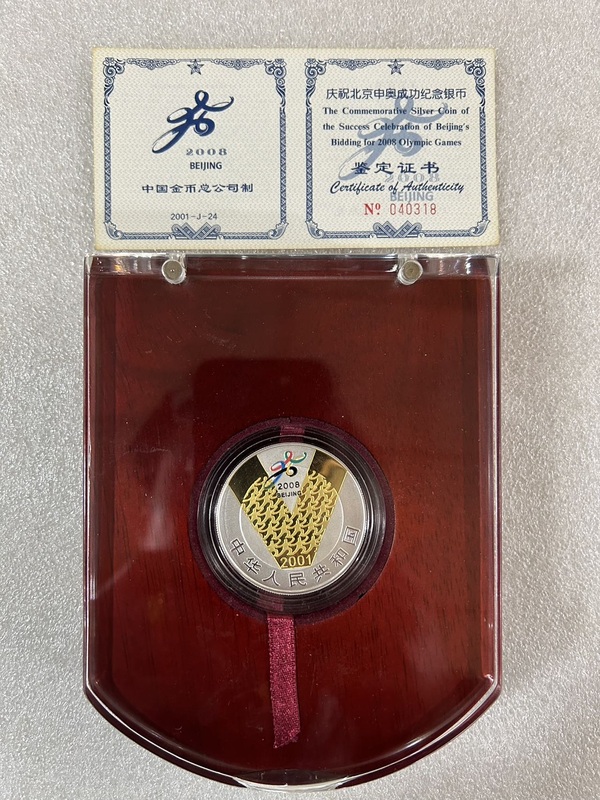 2008
BEIJING
中国金币总公司制
2001-J-24
庆祝北京申奥成功纪念银币
The Commemorative Silver Coin of
the Success Celebration of Beijing's
Bidding for 2008 Olympic Games
鉴定证书
2008
Certificate of Authenticity
BEIJING
№ 040318
2008
BEIJING
2001
中华人民共和国